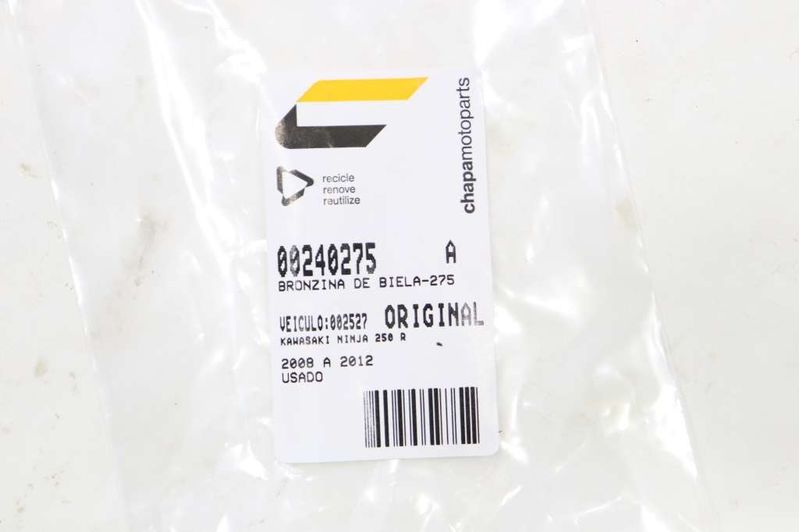 chapamotoparts
recicle
renove
reutilize
00240275 A
BRONZINA DE BIELA-275
VEICULO:002527 ORIGINAL
KAWASAKI NINJA 250 R
2008 A 2012
USADO